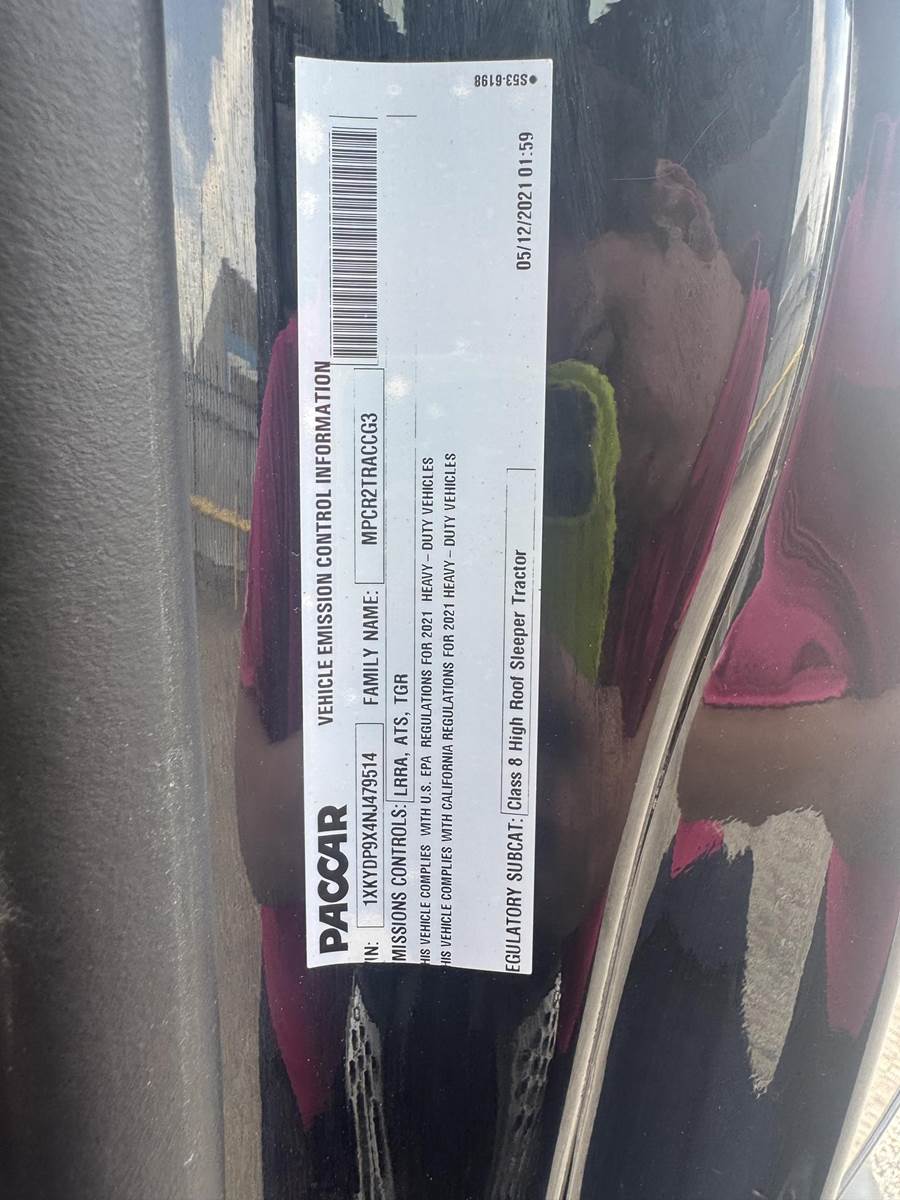 PACCAR VEHICLE EMISSION CONTROL INFORMATION
IN: 1XKYDP9X4NJ479514 FAMILY NAME: MPCR2TRACCG3
MISSIONS CONTROLS: LRRA, ATS, TGR
HIS VEHICLE COMPLIES WITH U.S. EPA REGULATIONS FOR 2021 HEAVY – DUTY VEHICLES
HIS VEHICLE COMPLIES WITH CALIFORNIA REGULATIONS FOR 2021 HEAVY – DUTY VEHICLES
EGULATORY SUBCAT: Class 8 High Roof Sleeper Tractor
05/12/2021 01:59
●S53-6198